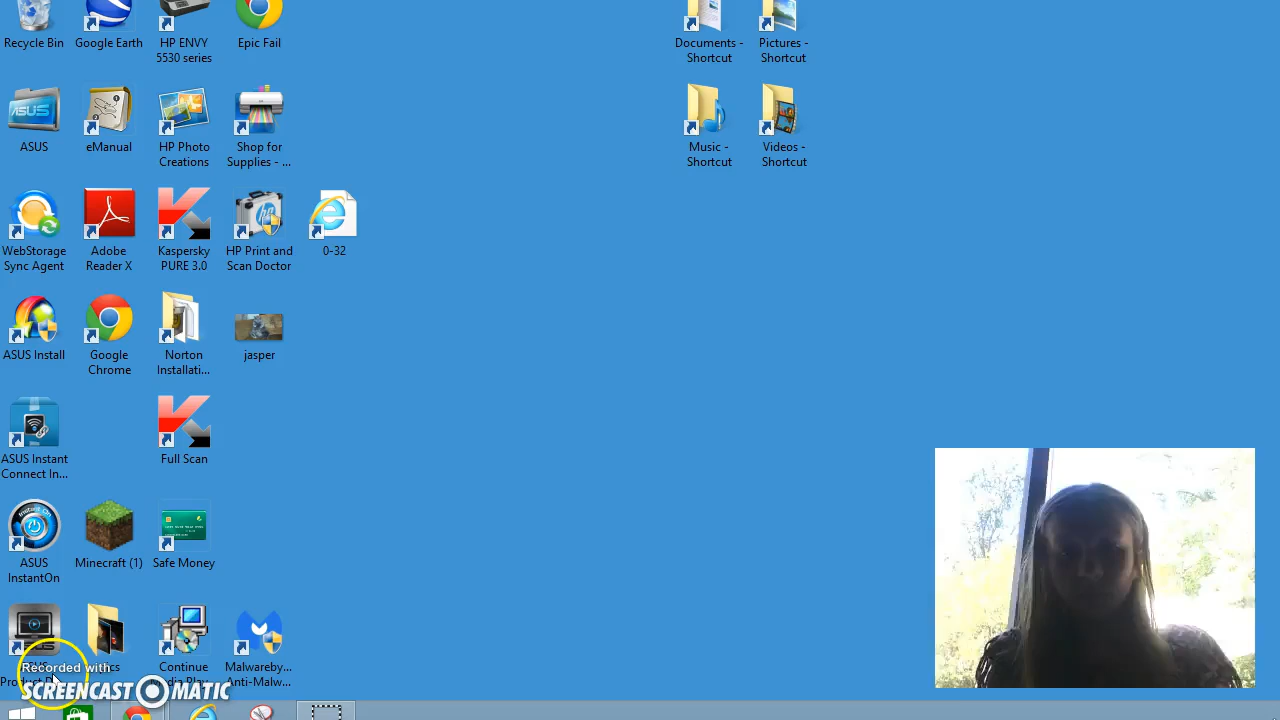 Recycle Bin
Google Earth
HP ENVY
5530 series
Epic Fail
Documents -
Shortcut
Pictures -
Shortcut
ASUS
eManual
HP Photo
Creations
Shop for
Supplies - ...
Music -
Shortcut
Videos -
Shortcut
WebStorage
Sync Agent
Adobe
Reader X
Kaspersky
PURE 3.0
HP Print and
Scan Doctor
0-32
ASUS Install
Google
Chrome
Norton
Installati...
jasper
ASUS Instant
Connect In...
Full Scan
Instant On
ASUS
InstantOn
Minecraft (1)
Safe Money
Continue
Malwareby...
Anti-Malw...
Recorded with
SCREENCAST-O-MATIC